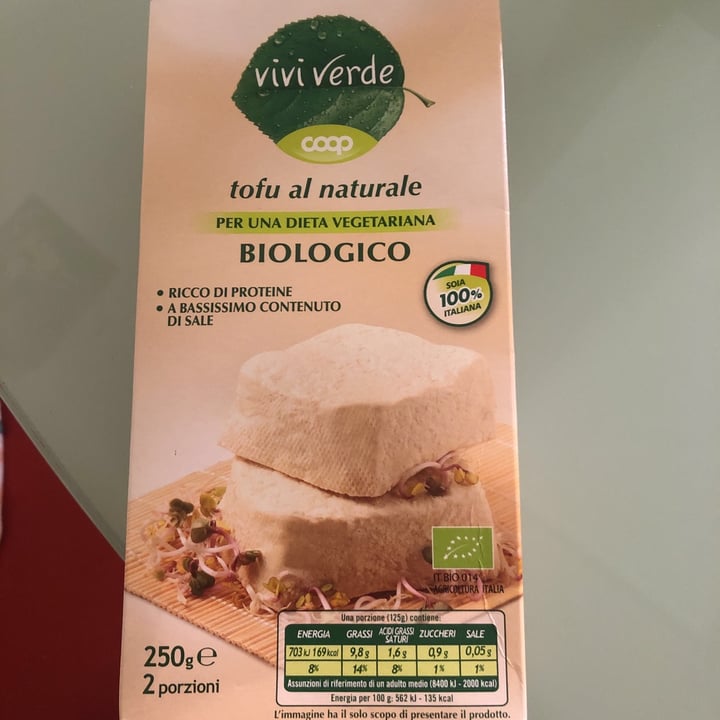 vivi verde
coop
tofu al naturale
PER UNA DIETA VEGETARIANA
BIOLOGICO
• RICCO DI PROTEINE
• A BASSISSIMO CONTENUTO
DI SALE
SOIA
100%
ITALIANA
IT BIO 014
AGRICOLTURA ITALIA
250g e
2 porzioni
Una porzione (125g) contiene:
ENERGIA GRASSI ACIDI GRASSI SATURI ZUCCHERI SALE
703 kJ 169 kcal 9,8 g 1,6 g 0,9 g 0,05 g
8% 14% 8% 1% 1%
Assunzioni di riferimento di un adulto medio (8400 kJ - 2000 kcal)
Energia per 100 g: 562 kJ - 135 kcal
L'immagine ha il solo scopo di presentare il prodotto.